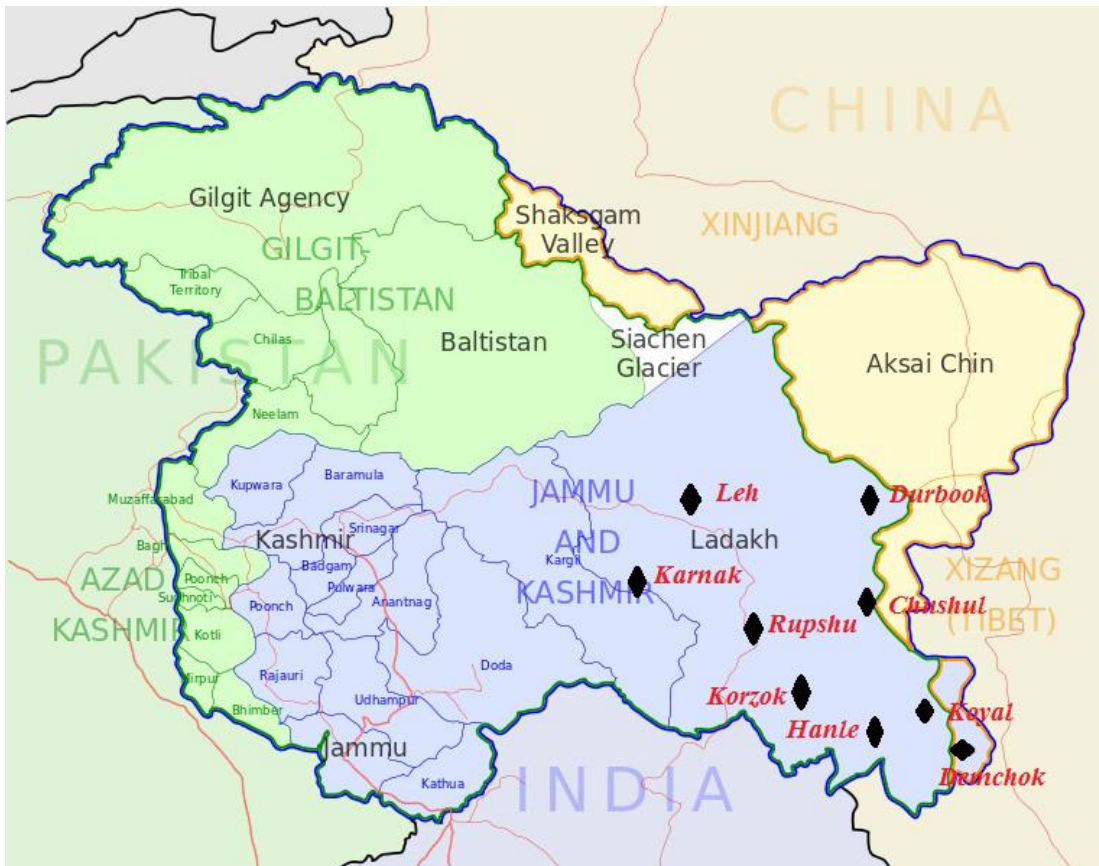 CHINA
Gilgit Agency
Shaksgam
Valley
XINJIANG
GILGIT-
BALTISTAN
Tribal
Territory
Chilas
Baltistan
Siachen
Glacier
Aksai Chin
PAKISTAN
Neelam
Kupwara
Baramula
JAMMU
AND
KASHMIR
Leh
Durbook
Muzaffarabad
Srinagar
Kashmir
Ladakh
Bagh
Badgam
Kargil
Karnak
XIZANG
(TIBET)
AZAD
KASHMIR
Poonch
Sudhnoti
Pulwara
Poonch
Anantnag
Chushul
Kotli
Rupshu
Rajauri
Doda
Mirpur
Udhampur
Korzok
Koyal
Bhimber
Hanle
Jammu
Demchok
Kathua
INDIA